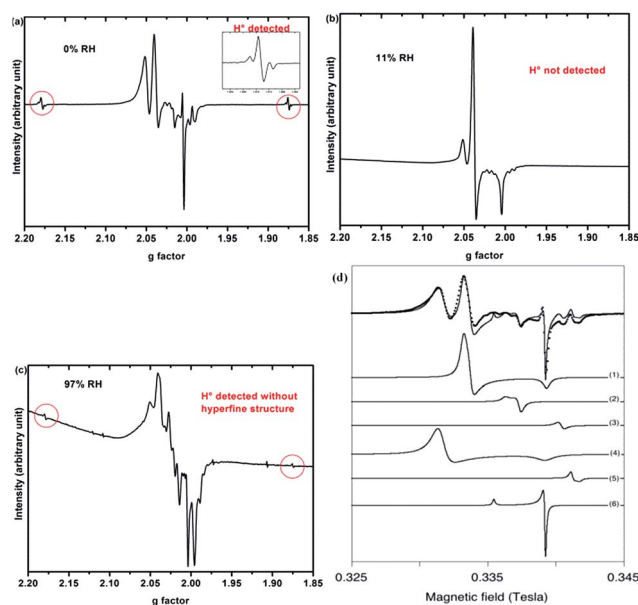 (a)
0% RH
H° detected
Intensity (arbitrary unit)
2.20 2.15 2.10 2.05 2.00 1.95 1.90 1.85
g factor
(b)
11% RH
H° not detected
Intensity (arbitrary unit)
2.20 2.15 2.10 2.05 2.00 1.95 1.90 1.85
g factor
(c)
97% RH
H° detected without
hyperfine structure
Intensity (arbitrary unit)
2.20 2.15 2.10 2.05 2.00 1.95 1.90 1.85
g factor
(d)
(1)
(2)
(3)
(4)
(5)
(6)
0.325 0.335 0.345
Magnetic field (Tesla)